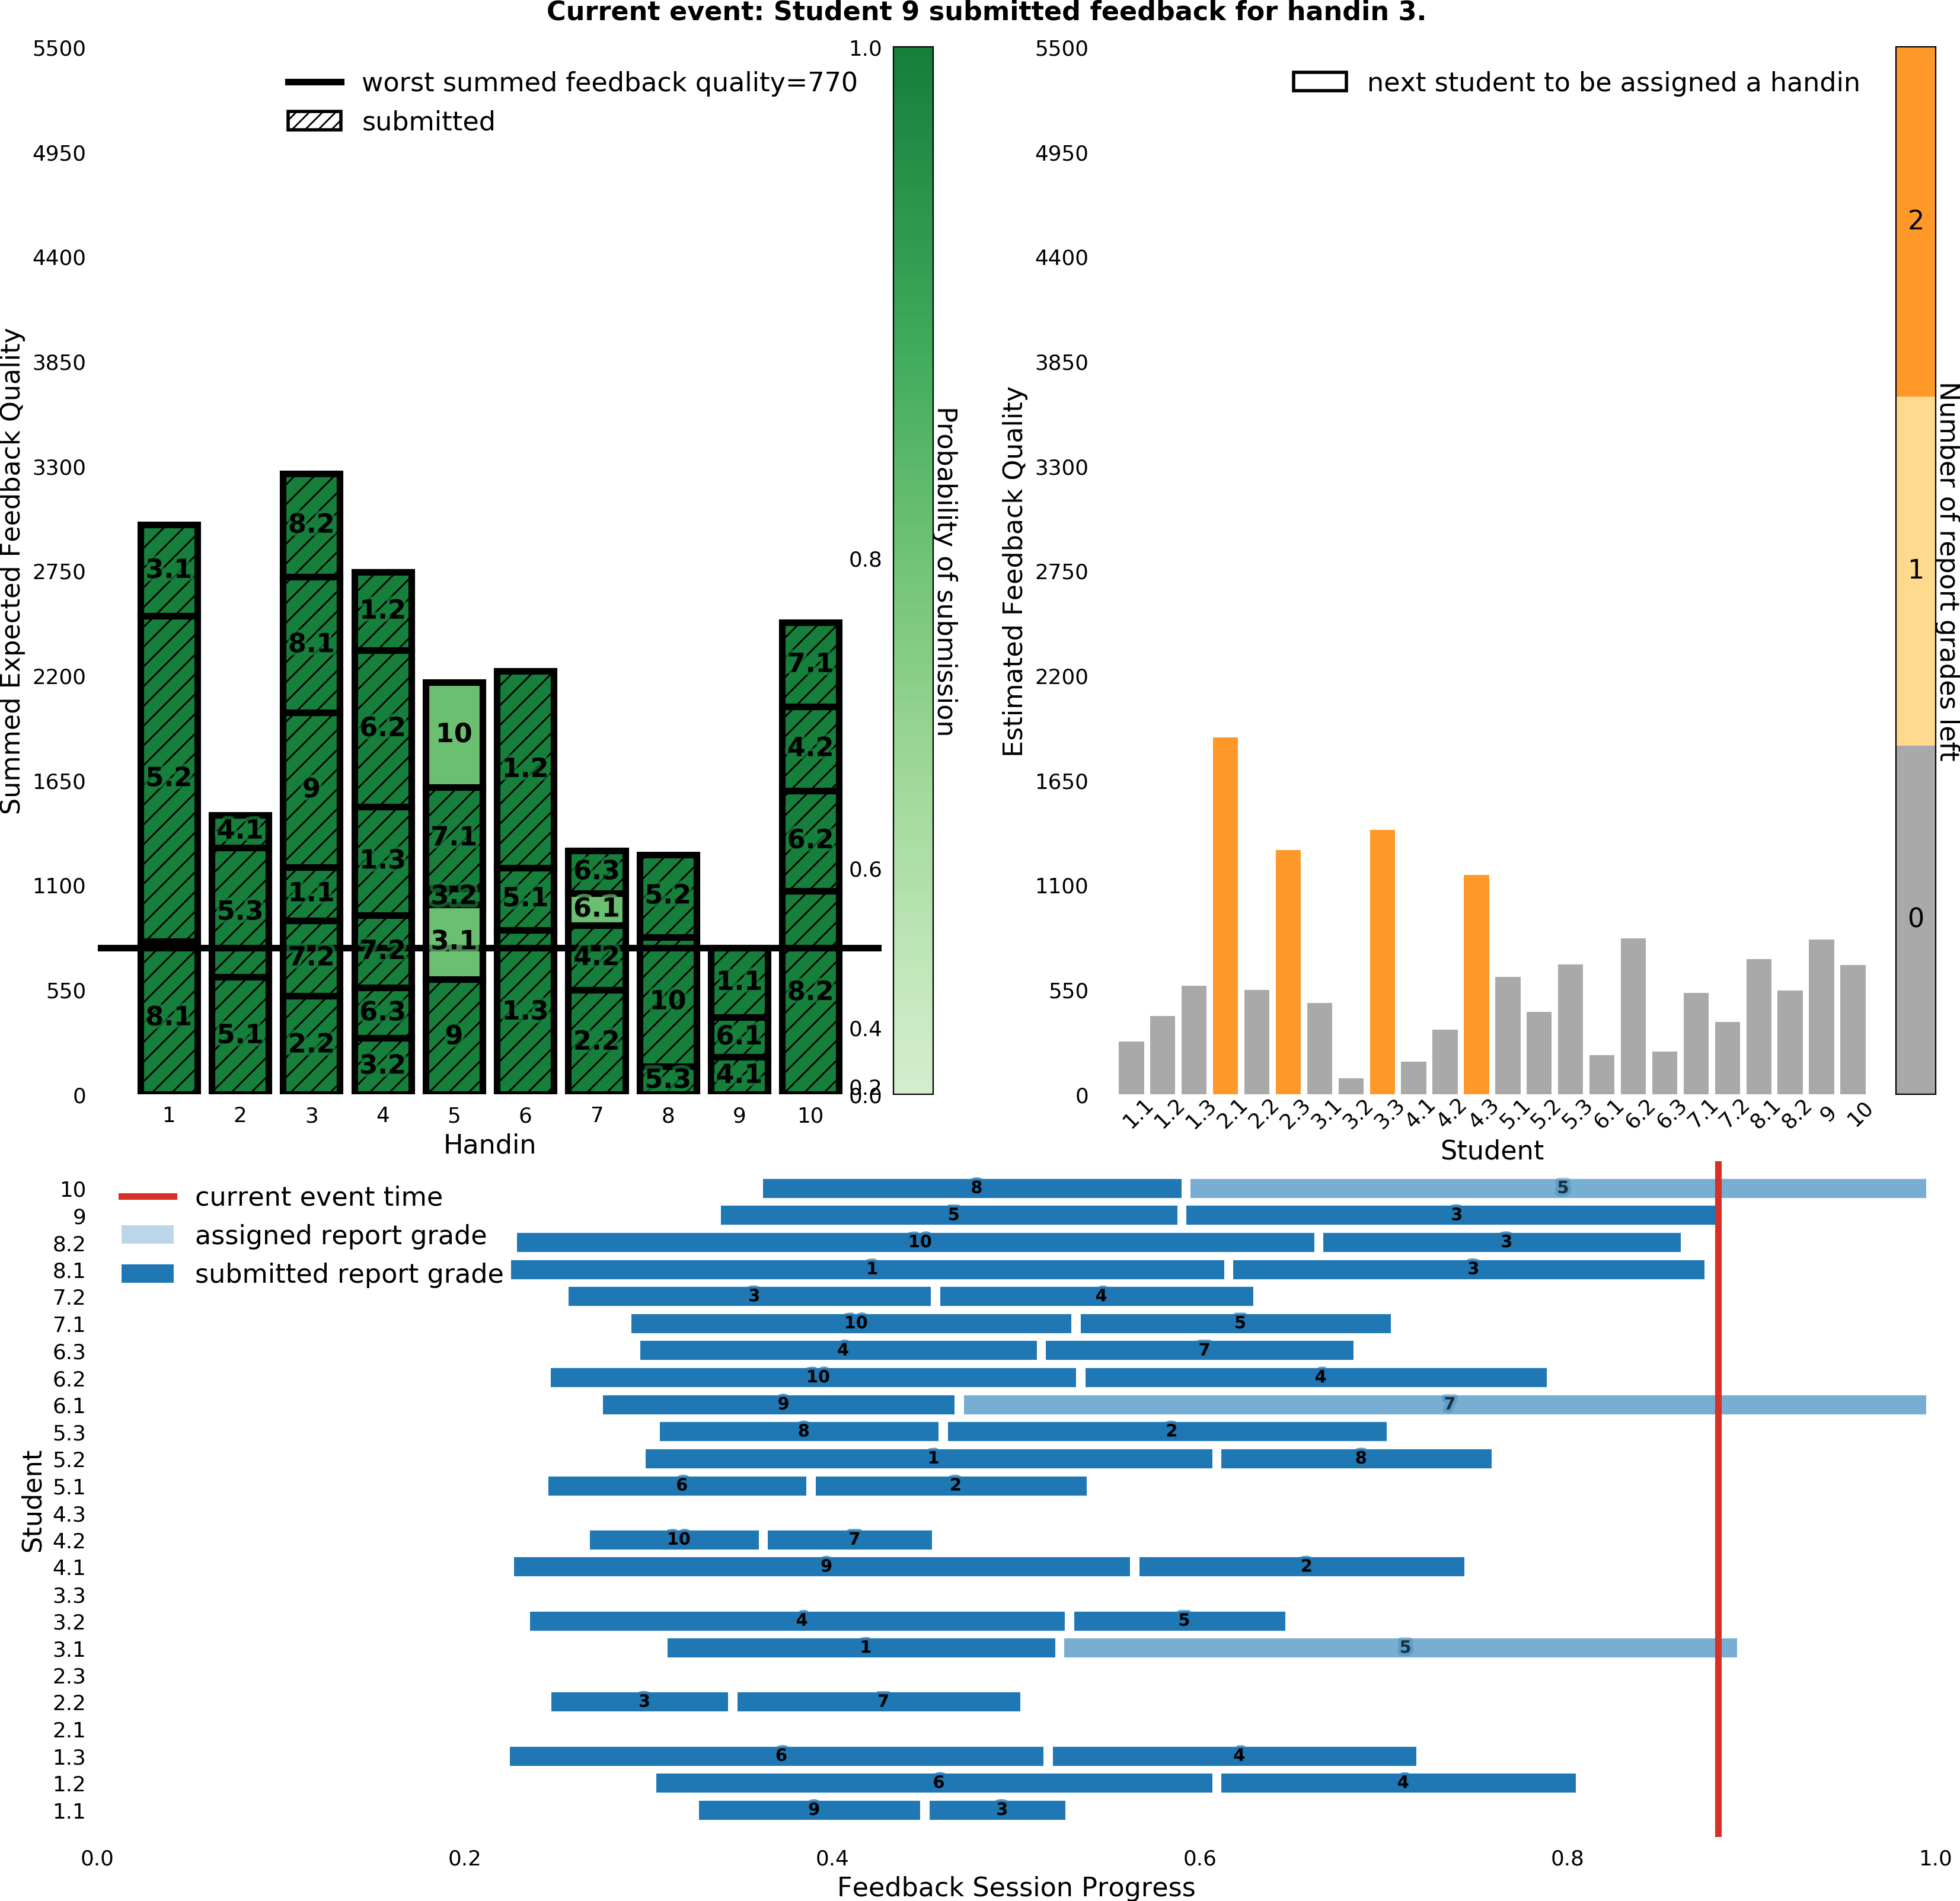 Current event: Student 9 submitted feedback for handin 3.
5500
4950
4400
3850
3300
2750
2200
1650
1100
550
0
Summed Expected Feedback Quality
worst summed feedback quality=770
submitted
3.1
5.2
8.1
4.1
5.3
5.1
8.2
8.1
9
1.1
7.2
2.2
1.2
6.2
1.3
7.2
6.3
3.2
10
7.1
3.2
3.1
9
1.2
5.1
1.3
6.3
6.1
4.2
2.2
5.2
10
5.3
1.1
6.1
4.1
7.1
4.2
6.2
8.2
1 2 3 4 5 6 7 8 9 10
Handin
1.0
0.8
0.6
0.4
0.2
0.0
Probability of submission
5500
4950
4400
3850
3300
2750
2200
1650
1100
550
0
Estimated Feedback Quality
next student to be assigned a handin
1.1 1.2 1.3 2.1 2.2 2.3 3.1 3.2 3.3 4.1 4.2 4.3 5.1 5.2 5.3 6.1 6.2 6.3 7.1 7.2 8.1 8.2 9 10
Student
2
1
0
Number of report grades left
current event time
assigned report grade
submitted report grade
Student
10 8 5
9 5 3
8.2 10 3
8.1 1 3
7.2 3 4
7.1 10 5
6.3 4 7
6.2 10 4
6.1 9 7
5.3 8 2
5.2 1 8
5.1 6 2
4.3
4.2 10 7
4.1 9 2
3.3
3.2 4 5
3.1 1 5
2.3
2.2 3 7
2.1
1.3 6 4
1.2 6 4
1.1 9 3
0.0 0.2 0.4 0.6 0.8 1.0
Feedback Session Progress